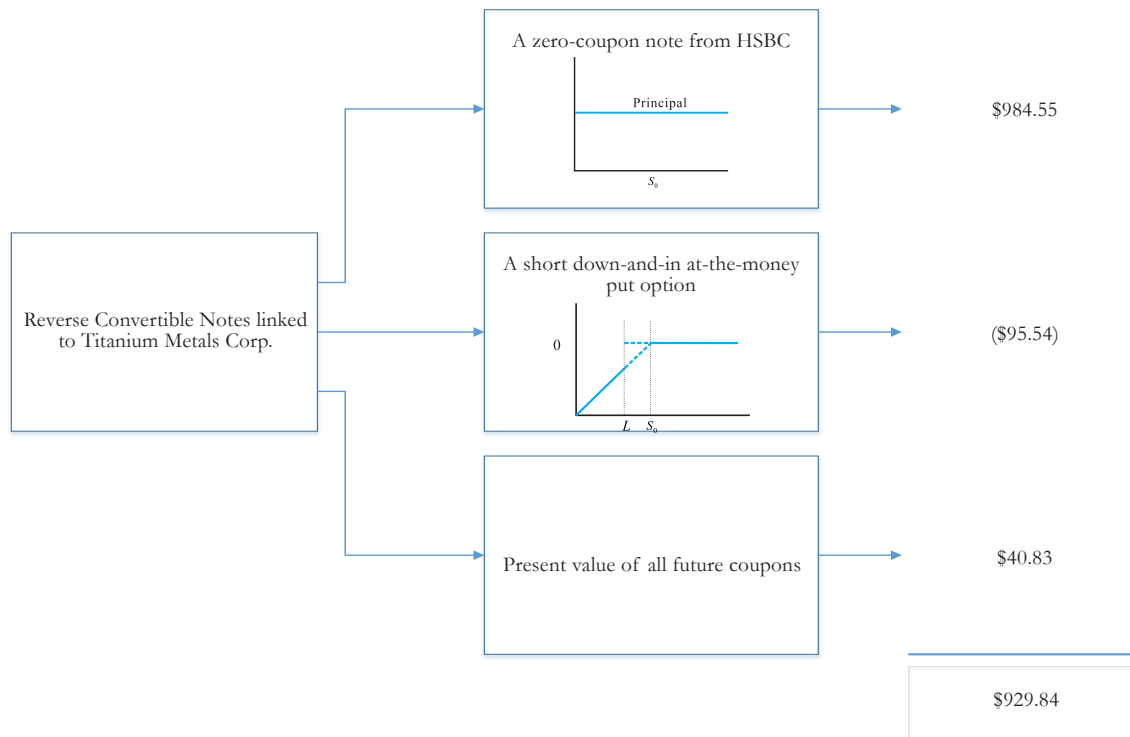 A zero-coupon note from HSBC
Principal
S₀
$984.55
Reverse Convertible Notes linked
to Titanium Metals Corp.
A short down-and-in at-the-money
put option
0
L S₀
($95.54)
Present value of all future coupons
$40.83
$929.84